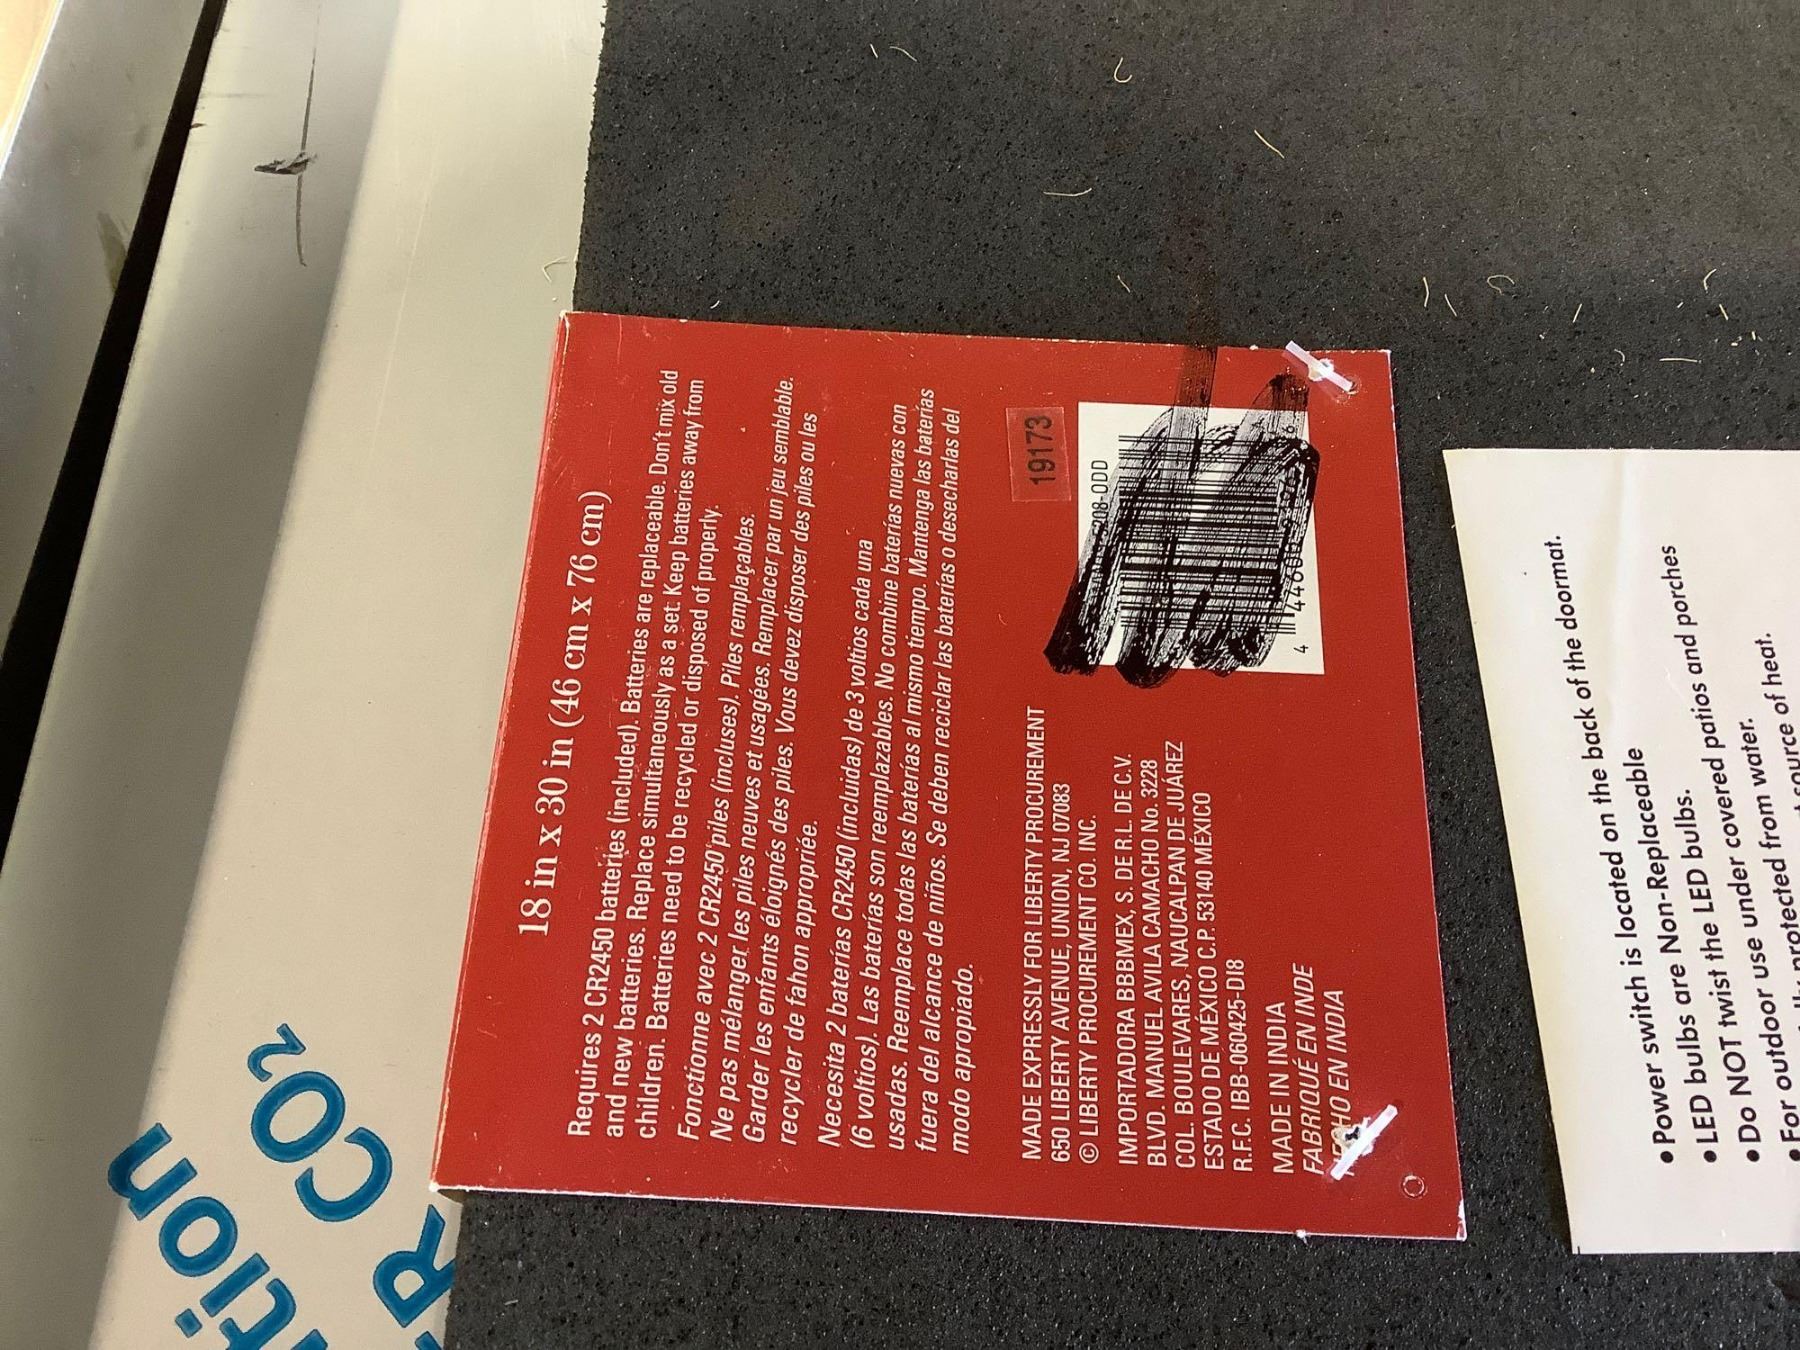 18 in x 30 in (46 cm x 76 cm)
Requires 2 CR2450 batteries (included). Batteries are replaceable. Don't mix old
and new batteries. Replace simultaneously as a set. Keep batteries away from
children. Batteries need to be recycled or disposed of properly.
Fonctionne avec 2 CR2450 piles (incluses). Piles remplaçables.
Ne pas mélanger les piles neuves et usagées. Remplacer par un jeu semblable.
Garder les enfants éloignés des piles. Vous devez disposer des piles ou les
recycler de fahon appropriée.
Necesita 2 baterías CR2450 (incluidas) de 3 voltios cada una
(6 voltios). Las baterías son reemplazables. No combine baterías nuevas con
usadas. Reemplace todas las baterías al mismo tiempo. Mantenga las baterías
fuera del alcance de niños. Se deben reciclar las baterías o desecharlas del
modo apropiado.
MADE EXPRESSLY FOR LIBERTY PROCUREMENT
650 LIBERTY AVENUE, UNION, NJ 07083
© LIBERTY PROCUREMENT CO. INC.
IMPORTADORA BBBMEX, S. DE R.L. DE C.V.
BLVD. MANUEL AVILA CAMACHO No. 3228
COL. BOULEVARES, NAUCALPAN DE JUÁREZ
ESTADO DE MÉXICO C.P. 53140 MÉXICO
R.F.C. IBB-060425-DI8
MADE IN INDIA
FABRIQUÉ EN INDE
EN INDIA
19173
208-ODD
4
• Power switch is located on the back of the doormat.
• LED bulbs are Non-Replaceable
• Do NOT twist the LED bulbs.
• For outdoor use under covered patios and porches
protected from water.
source of heat.
tion
R CO2